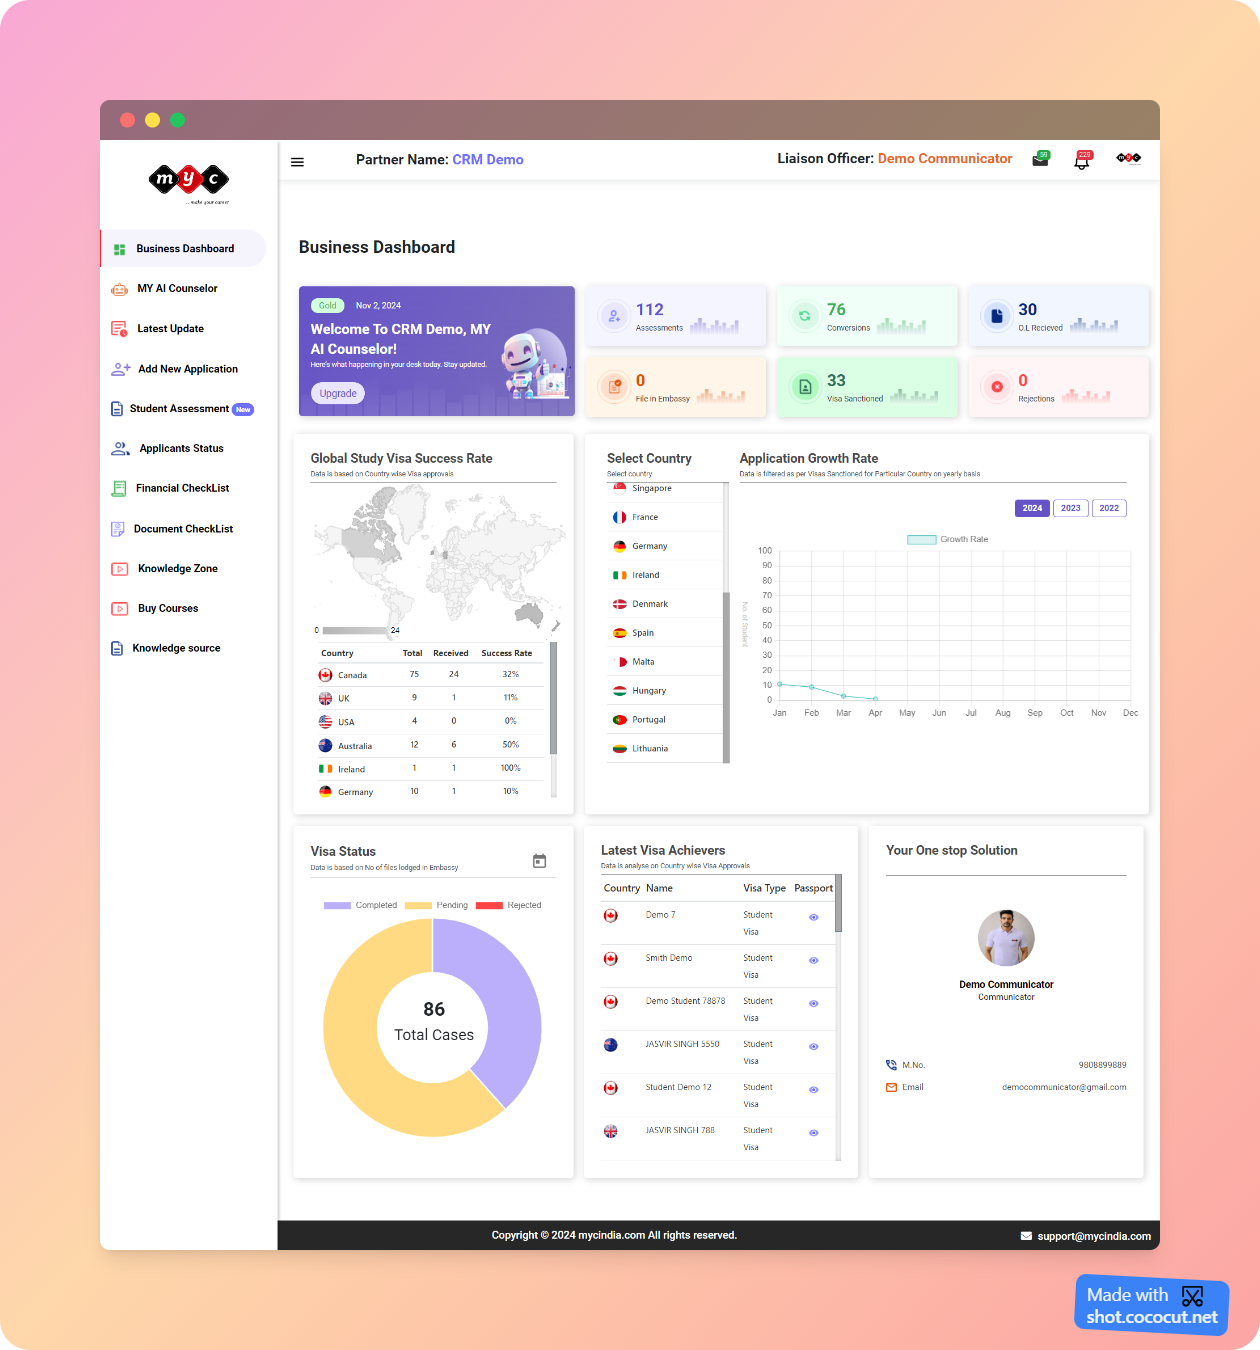 myc
...make your career
Partner Name: CRM Demo
Liaison Officer: Demo Communicator
59
229
myc
Business Dashboard
MY AI Counselor
Latest Update
Add New Application
Student Assessment New
Applicants Status
Financial CheckList
Document CheckList
Knowledge Zone
Buy Courses
Knowledge source
Business Dashboard
Gold Nov 2, 2024
Welcome To CRM Demo, MY
AI Counselor!
Here's what happening in your desk today. Stay updated.
Upgrade
112
Assessments
76
Conversions
30
O.L Recieved
0
File in Embassy
33
Visa Sanctioned
0
Rejections
Global Study Visa Success Rate
Data is based on Country wise Visa approvals
0 24
Country Total Received Success Rate
Canada 75 24 32%
UK 9 1 11%
USA 4 0 0%
Australia 12 6 50%
Ireland 1 1 100%
Germany 10 1 10%
Select Country
Select country
Singapore
France
Germany
Ireland
Denmark
Spain
Malta
Hungary
Portugal
Lithuania
Application Growth Rate
Data is filtered as per Visas Sanctioned for Particular Country on yearly basis
2024 2023 2022
Growth Rate
No. of Student
100
90
80
70
60
50
40
30
20
10
0
Jan Feb Mar Apr May Jun Jul Aug Sep Oct Nov Dec
Visa Status
Data is based on No of files lodged in Embassy
Completed Pending Rejected
86
Total Cases
Latest Visa Achievers
Data is analyse on Country wise Visa Approvals
Country Name Visa Type Passport
Demo 7 Student
Visa
Smith Demo Student
Visa
Demo Student 78878 Student
Visa
JASVIR SINGH 5550 Student
Visa
Student Demo 12 Student
Visa
JASVIR SINGH 788 Student
Visa
Your One stop Solution
Demo Communicator
Communicator
M.No. 9808899889
Email democommunicator@gmail.com
Copyright © 2024 mycindia.com All rights reserved.
support@mycindia.com
Made with
shot.cococut.net